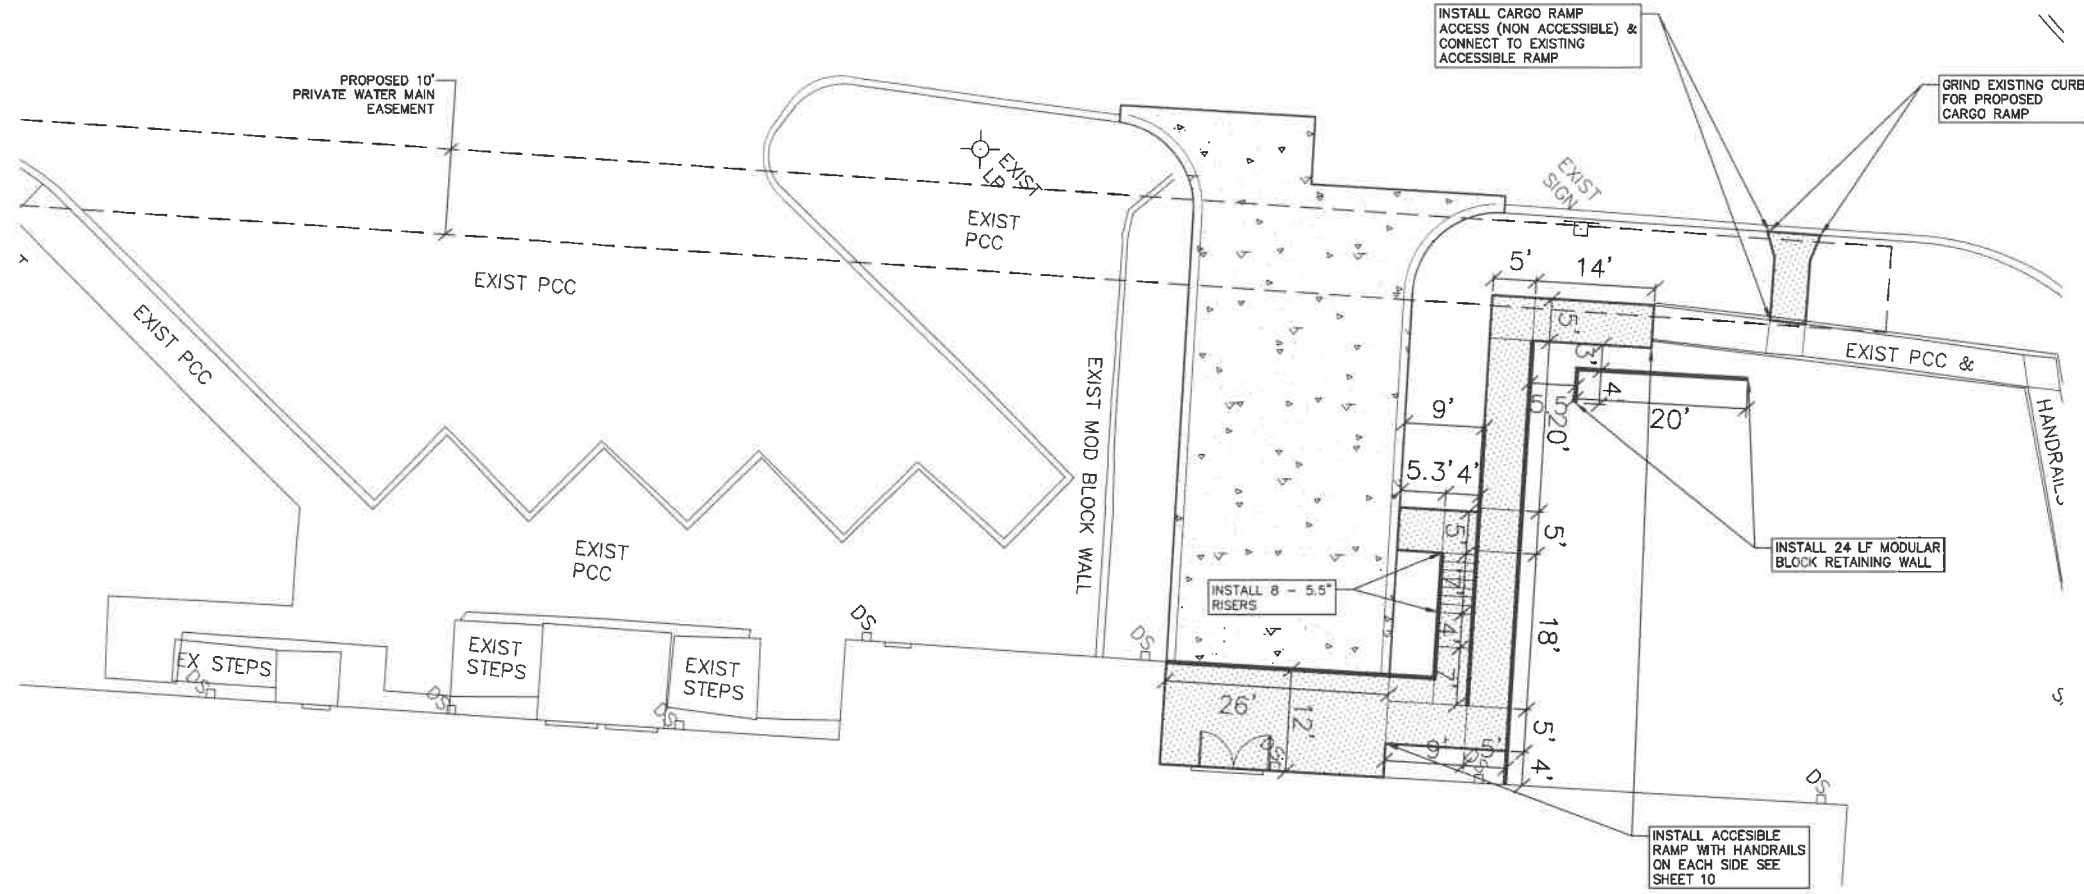 INSTALL CARGO RAMP
ACCESS (NON ACCESSIBLE) &
CONNECT TO EXISTING
ACCESSIBLE RAMP
GRIND EXISTING CURB
FOR PROPOSED
CARGO RAMP
PROPOSED 10'
PRIVATE WATER MAIN
EASEMENT
EXIST
LP
EXIST
PCC
EXIST
SIGN
EXIST PCC
EXIST PCC
5'
14'
5'
3'
4
EXIST PCC &
HANDRAILS
EXIST MOD BLOCK WALL
9'
20'
20'
5.3'
4'
5'
5'
INSTALL 24 LF MODULAR
BLOCK RETAINING WALL
EXIST
PCC
INSTALL 8 - 5.5"
RISERS
4
18'
7'
DS
DS
EX STEPS
EXIST
STEPS
EXIST
STEPS
DS
DS
DS
26'
12'
5'
9'
5'
4'
DS
DS
DS
S
INSTALL ACCESIBLE
RAMP WITH HANDRAILS
ON EACH SIDE SEE
SHEET 10